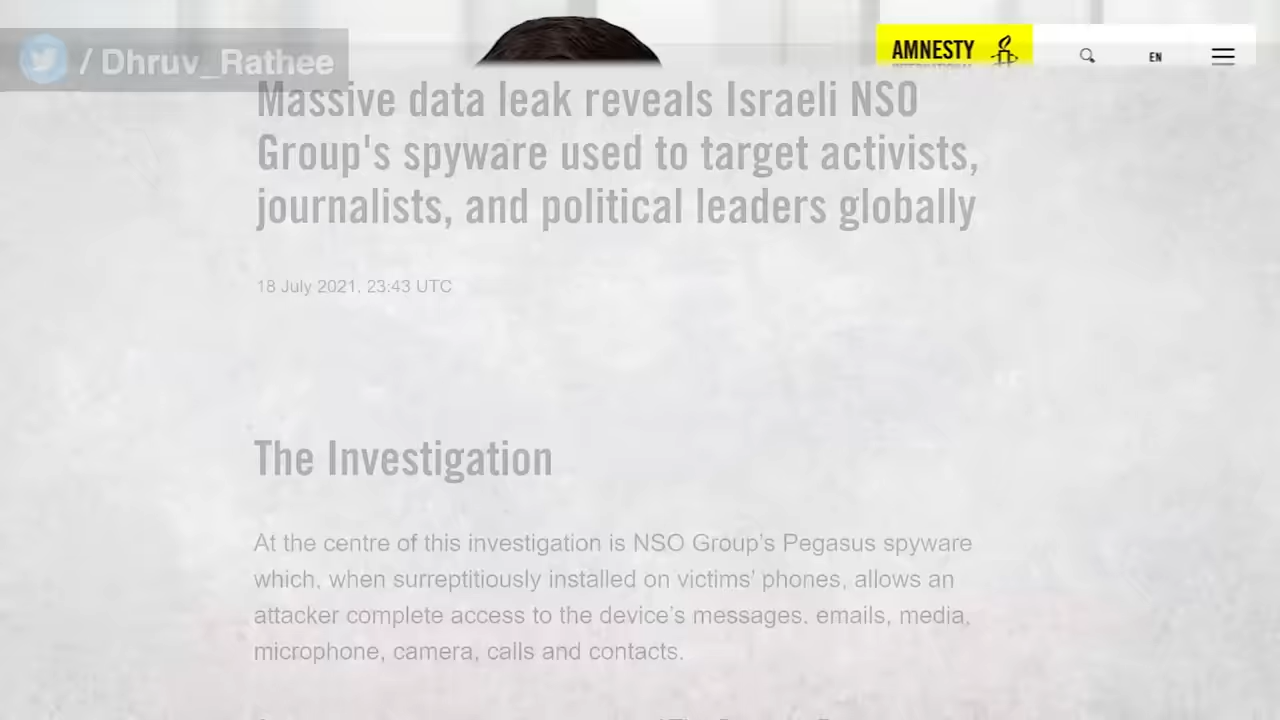 / Dhruv_Rathee
AMNESTY
EN
Massive data leak reveals Israeli NSO
Group's spyware used to target activists,
journalists, and political leaders globally
18 July 2021, 23:43 UTC
The Investigation
At the centre of this investigation is NSO Group’s Pegasus spyware
which, when surreptitiously installed on victims’ phones, allows an
attacker complete access to the device’s messages. emails, media,
microphone, camera, calls and contacts.